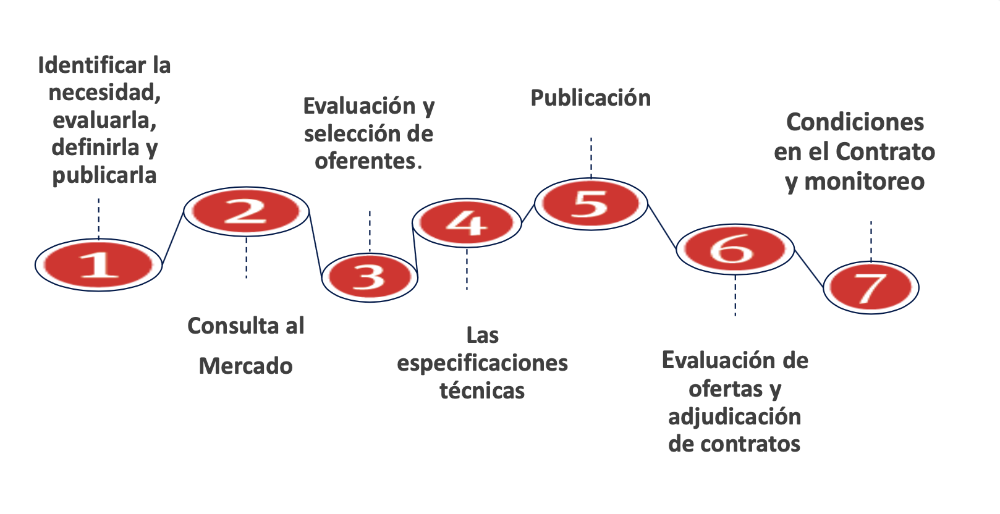 Identificar la
necesidad,
evaluarla,
definirla y
publicarla
1
2
Consulta al
Mercado
Evaluación y
selección de
oferentes.
3
4
Las
especificaciones
técnicas
Publicación
5
6
Evaluación de
ofertas y
adjudicación
de contratos
Condiciones
en el Contrato
y monitoreo
7